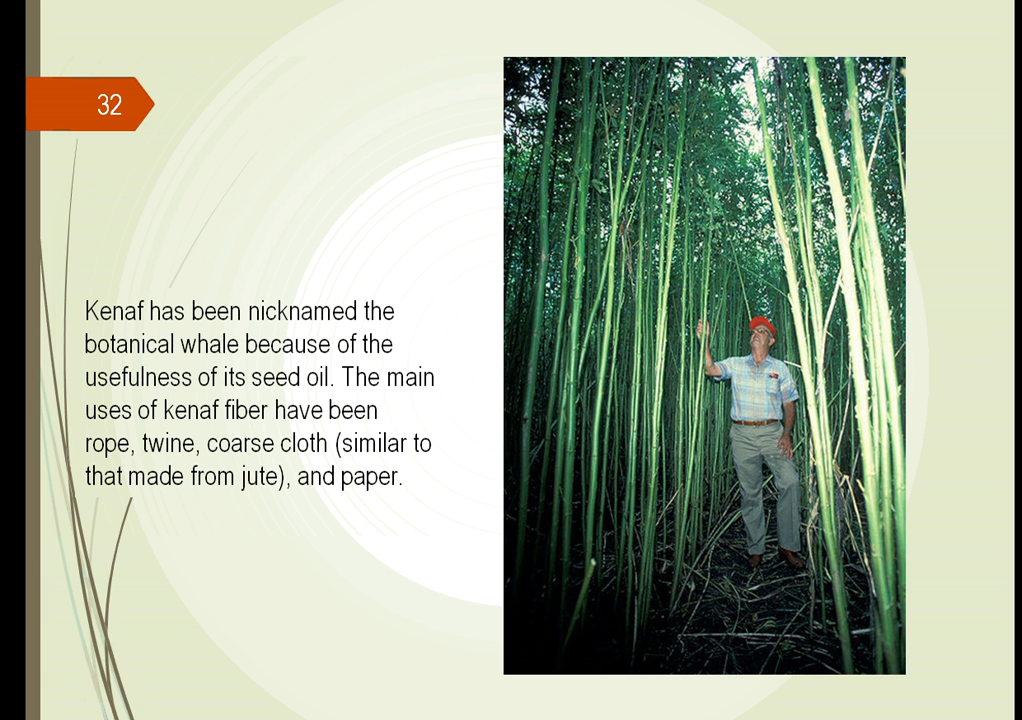 32
Kenaf has been nicknamed the
botanical whale because of the
usefulness of its seed oil. The main
uses of kenaf fiber have been
rope, twine, coarse cloth (similar to
that made from jute), and paper.